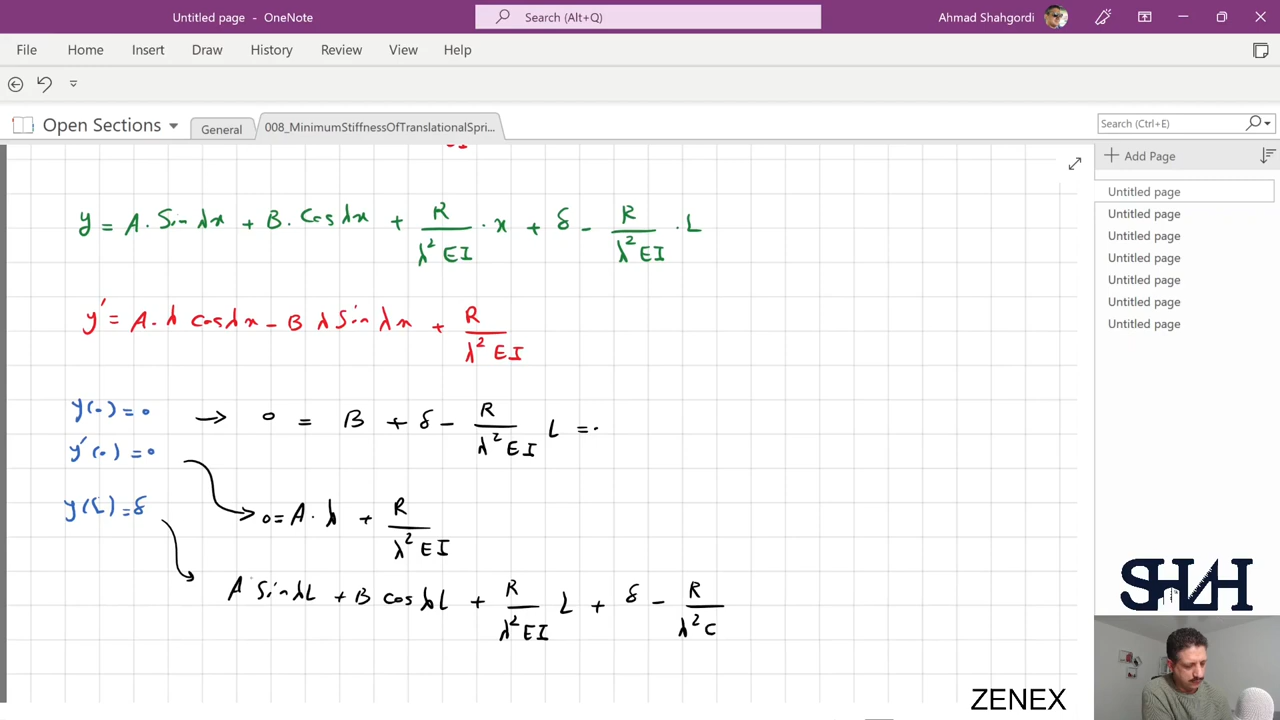 Untitled page - OneNote
Search (Alt+Q)
Ahmad Shahgordi
File Home Insert Draw History Review View Help
Open Sections
General
008_MinimumStiffnessOfTranslationalSpri...
Search (Ctrl+E)
Add Page
Untitled page
Untitled page
Untitled page
Untitled page
Untitled page
Untitled page
Untitled page
EI
y = A. Sin λx + B. Cos λx + R/(λ² EI) · x + δ - R/(λ² EI) · L
y' = A. λ cos λx - B λ Sin λx + R/(λ² EI)
y(0) = 0 → 0 = B + δ - R/(λ² EI) L = 0
y'(0) = 0
0 = A. λ + R/(λ² EI)
y(L) = δ
A Sin λL + B cos λL + R/(λ² EI) L + δ - R/(λ² C
SHAH
ZENEX